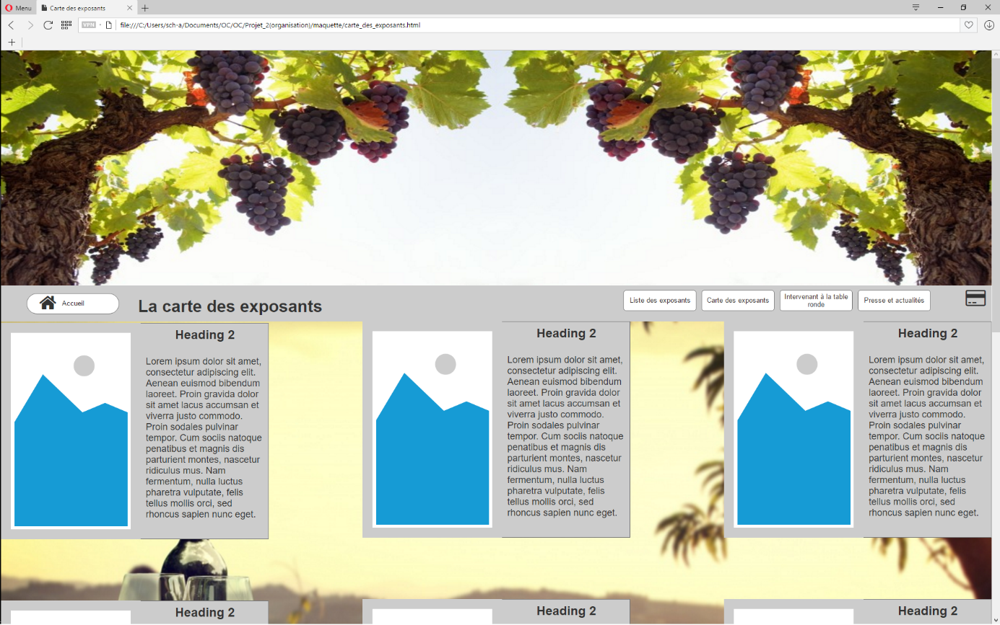 Menu
Carte des exposants
VPN
file:///C:/Users/sch-a/Documents/OC/OC/Projet_2(organisation)/maquette/carte_des_exposants.html
Accueil
La carte des exposants
Liste des exposants
Carte des exposants
Intervenant à la table
ronde
Presse et actualités
Heading 2
Lorem ipsum dolor sit amet,
consectetur adipiscing elit.
Aenean euismod bibendum
laoreet. Proin gravida dolor
sit amet lacus accumsan et
viverra justo commodo.
Proin sodales pulvinar
tempor. Cum sociis natoque
penatibus et magnis dis
parturient montes, nascetur
ridiculus mus. Nam
fermentum, nulla luctus
pharetra vulputate, felis
tellus mollis orci, sed
rhoncus sapien nunc eget.
Heading 2
Lorem ipsum dolor sit amet,
consectetur adipiscing elit.
Aenean euismod bibendum
laoreet. Proin gravida dolor
sit amet lacus accumsan et
viverra justo commodo.
Proin sodales pulvinar
tempor. Cum sociis natoque
penatibus et magnis dis
parturient montes, nascetur
ridiculus mus. Nam
fermentum, nulla luctus
pharetra vulputate, felis
tellus mollis orci, sed
rhoncus sapien nunc eget.
Heading 2
Lorem ipsum dolor sit amet,
consectetur adipiscing elit.
Aenean euismod bibendum
laoreet. Proin gravida dolor
sit amet lacus accumsan et
viverra justo commodo.
Proin sodales pulvinar
tempor. Cum sociis natoque
penatibus et magnis dis
parturient montes, nascetur
ridiculus mus. Nam
fermentum, nulla luctus
pharetra vulputate, felis
tellus mollis orci, sed
rhoncus sapien nunc eget.
Heading 2
Heading 2
Heading 2